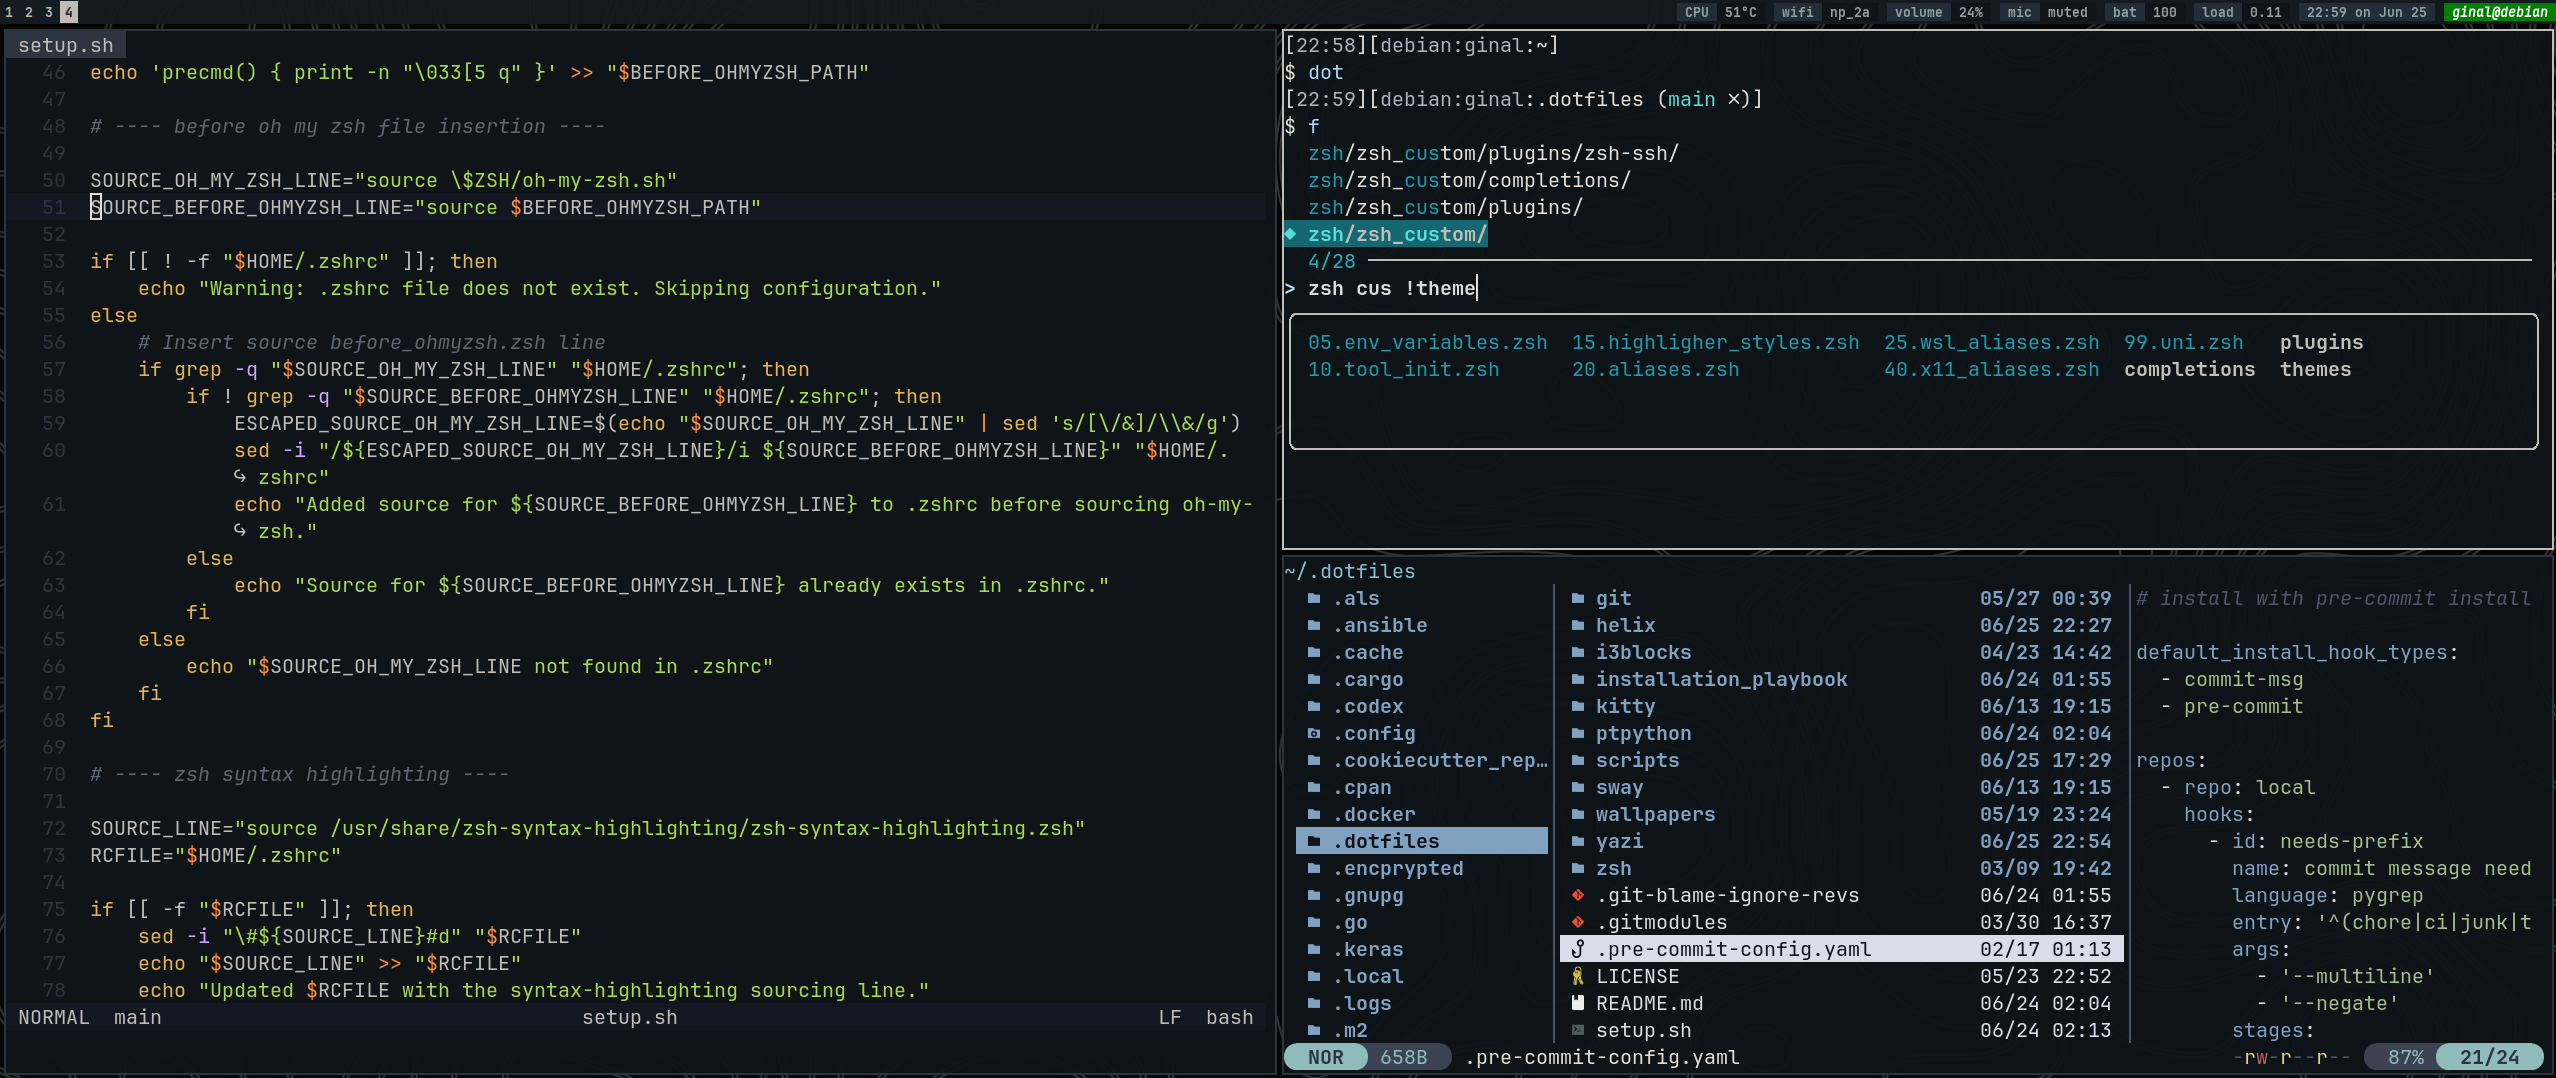 1 2 3 4 CPU 51°C wifi np_2a volume 24% mic muted bat 100 load 0.11 22:59 on Jun 25 ginal@debian
setup.sh
46 echo 'precmd() { print -n "\033[5 q" }' >> "$BEFORE_OHMYZSH_PATH"
47
48 # ---- before oh my zsh file insertion ----
49
50 SOURCE_OH_MY_ZSH_LINE="source \$ZSH/oh-my-zsh.sh"
51 SOURCE_BEFORE_OHMYZSH_LINE="source $BEFORE_OHMYZSH_PATH"
52
53 if [[ ! -f "$HOME/.zshrc" ]]; then
54 echo "Warning: .zshrc file does not exist. Skipping configuration."
55 else
56 # Insert source before_ohmyzsh.zsh line
57 if grep -q "$SOURCE_OH_MY_ZSH_LINE" "$HOME/.zshrc"; then
58 if ! grep -q "$SOURCE_BEFORE_OHMYZSH_LINE" "$HOME/.zshrc"; then
59 ESCAPED_SOURCE_OH_MY_ZSH_LINE=$(echo "$SOURCE_OH_MY_ZSH_LINE" | sed 's/[\/&]/\\&/g')
60 sed -i "/${ESCAPED_SOURCE_OH_MY_ZSH_LINE}/i ${SOURCE_BEFORE_OHMYZSH_LINE}" "$HOME/.
↪ zshrc"
61 echo "Added source for ${SOURCE_BEFORE_OHMYZSH_LINE} to .zshrc before sourcing oh-my-
↪ zsh."
62 else
63 echo "Source for ${SOURCE_BEFORE_OHMYZSH_LINE} already exists in .zshrc."
64 fi
65 else
66 echo "$SOURCE_OH_MY_ZSH_LINE not found in .zshrc"
67 fi
68 fi
69
70 # ---- zsh syntax highlighting ----
71
72 SOURCE_LINE="source /usr/share/zsh-syntax-highlighting/zsh-syntax-highlighting.zsh"
73 RCFILE="$HOME/.zshrc"
74
75 if [[ -f "$RCFILE" ]]; then
76 sed -i "\#${SOURCE_LINE}#d" "$RCFILE"
77 echo "$SOURCE_LINE" >> "$RCFILE"
78 echo "Updated $RCFILE with the syntax-highlighting sourcing line."
NORMAL main setup.sh LF bash
[22:58][debian:ginal:~]
$ dot
[22:59][debian:ginal:.dotfiles (main ×)]
$ f
zsh/zsh_custom/plugins/zsh-ssh/
zsh/zsh_custom/completions/
zsh/zsh_custom/plugins/
◆ zsh/zsh_custom/
4/28
> zsh cus !theme
05.env_variables.zsh 15.highligher_styles.zsh 25.wsl_aliases.zsh 99.uni.zsh plugins
10.tool_init.zsh 20.aliases.zsh 40.x11_aliases.zsh completions themes
~/.dotfiles
.als git 05/27 00:39 # install with pre-commit install
.ansible helix 06/25 22:27
.cache i3blocks 04/23 14:42 default_install_hook_types:
.cargo installation_playbook 06/24 01:55 - commit-msg
.codex kitty 06/13 19:15 - pre-commit
.config ptpython 06/24 02:04
.cookiecutter_rep… scripts 06/25 17:29 repos:
.cpan sway 06/13 19:15 - repo: local
.docker wallpapers 05/19 23:24 hooks:
.dotfiles yazi 06/25 22:54 - id: needs-prefix
.encprypted zsh 03/09 19:42 name: commit message need
.gnupg .git-blame-ignore-revs 06/24 01:55 language: pygrep
.go .gitmodules 03/30 16:37 entry: '^(chore|ci|junk|t
.keras .pre-commit-config.yaml 02/17 01:13 args:
.local LICENSE 05/23 22:52 - '--multiline'
.logs README.md 06/24 02:04 - '--negate'
.m2 setup.sh 06/24 02:13 stages:
NOR 658B .pre-commit-config.yaml -rw-r--r-- 87% 21/24